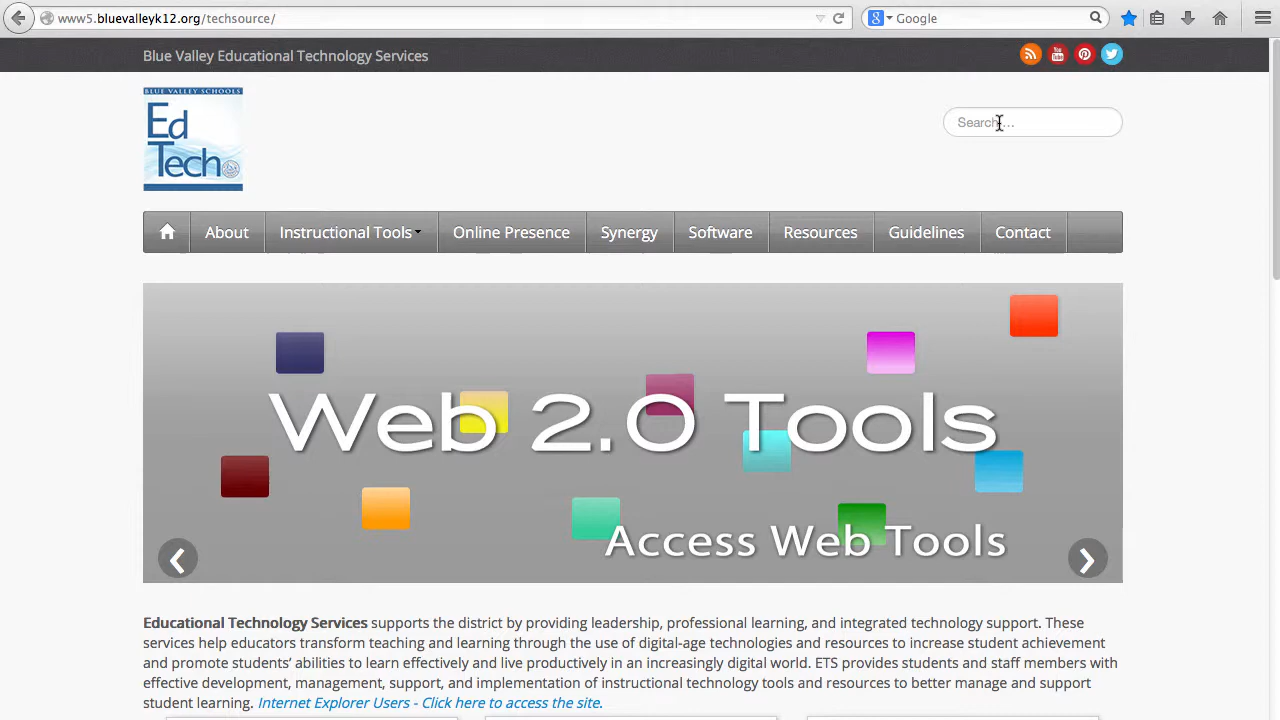 www5.bluevalleyk12.org/techsource/
Google
Blue Valley Educational Technology Services
BLUE VALLEY SCHOOLS
Ed
Tech
Search...
About
Instructional Tools
Online Presence
Synergy
Software
Resources
Guidelines
Contact
Web 2.0 Tools
Access Web Tools
Educational Technology Services supports the district by providing leadership, professional learning, and integrated technology support. These
services help educators transform teaching and learning through the use of digital-age technologies and resources to increase student achievement
and promote students’ abilities to learn effectively and live productively in an increasingly digital world. ETS provides students and staff members with
effective development, management, support, and implementation of instructional technology tools and resources to better manage and support
student learning. Internet Explorer Users - Click here to access the site.